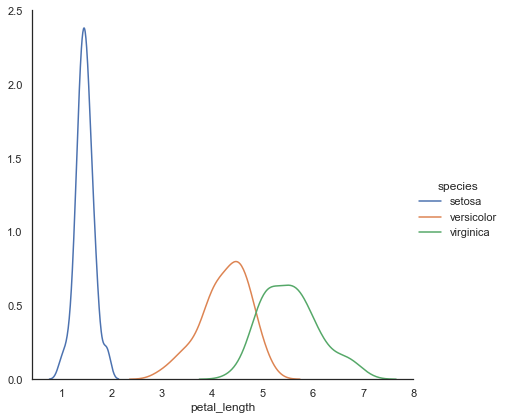 2.5
2.0
1.5
1.0
0.5
0.0
1 2 3 4 5 6 7 8
petal_length
species
setosa
versicolor
virginica